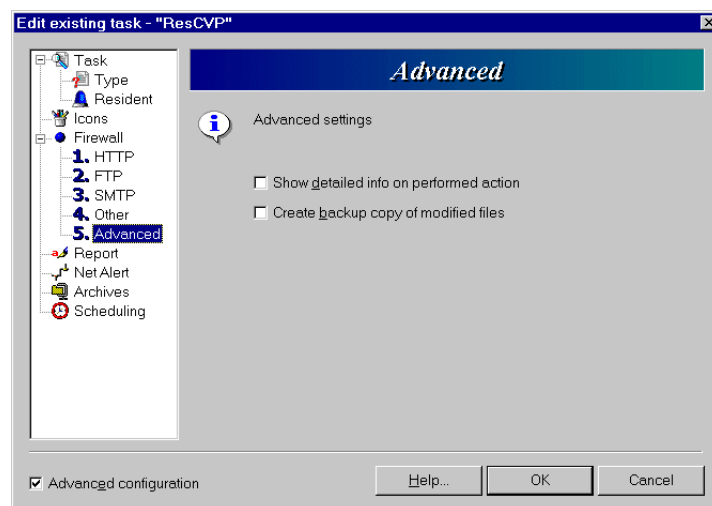 Edit existing task - "ResCVP"
Task
Type
Resident
Icons
Firewall
1. HTTP
2. FTP
3. SMTP
4. Other
5. Advanced
Report
Net Alert
Archives
Scheduling
Advanced
Advanced settings
Show detailed info on performed action
Create backup copy of modified files
Advanced configuration
Help...
OK
Cancel